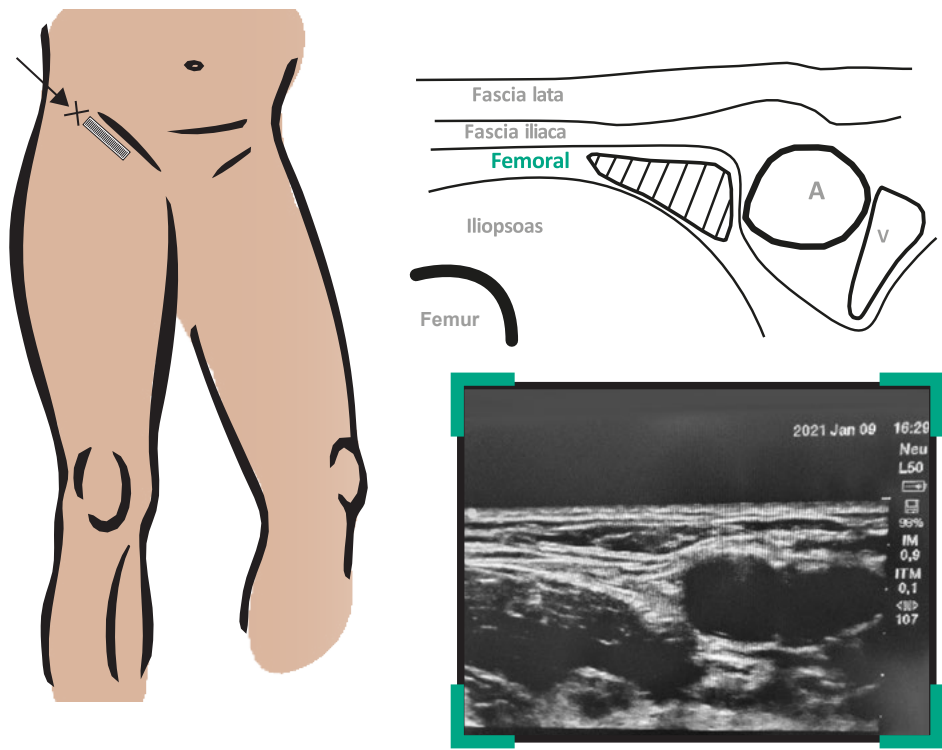 Fascia lata
Fascia iliaca
Femoral
A
Iliopsoas
V
Femur
2021 Jan 09 16:29
Neu
L50
98%
IM
0,9
ITM
0,1
107